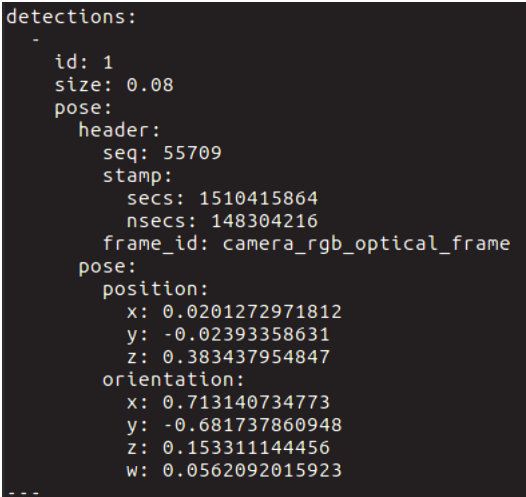 detections:
  -
    id: 1
    size: 0.08
    pose:
      header:
        seq: 55709
        stamp:
          secs: 1510415864
          nsecs: 148304216
        frame_id: camera_rgb_optical_frame
      pose:
        position:
          x: 0.0201272971812
          y: -0.02393358631
          z: 0.383437954847
        orientation:
          x: 0.713140734773
          y: -0.681737860948
          z: 0.153311144456
          w: 0.0562092015923
---